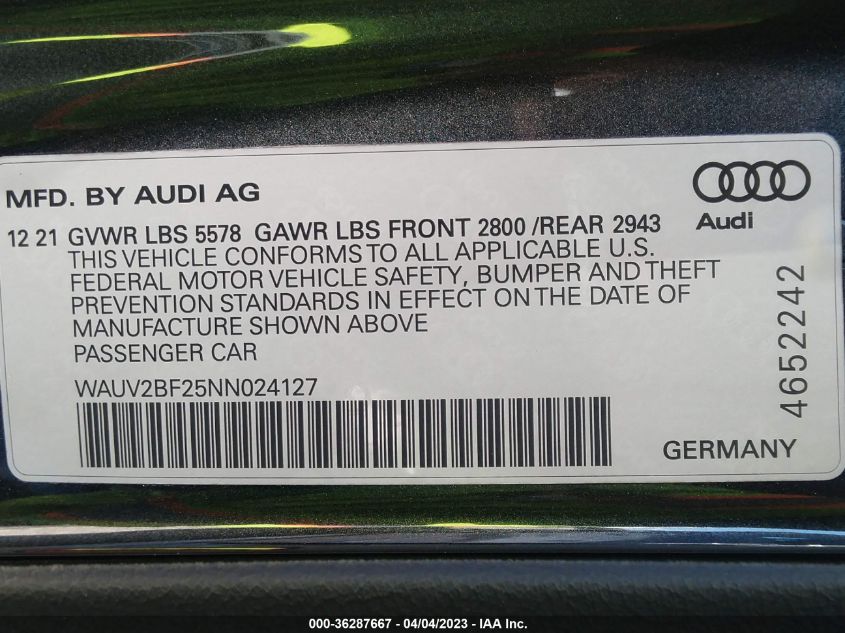 MFD. BY AUDI AG
Audi
12 21 GVWR LBS 5578 GAWR LBS FRONT 2800 /REAR 2943
THIS VEHICLE CONFORMS TO ALL APPLICABLE U.S.
FEDERAL MOTOR VEHICLE SAFETY, BUMPER AND THEFT
PREVENTION STANDARDS IN EFFECT ON THE DATE OF
MANUFACTURE SHOWN ABOVE
PASSENGER CAR
WAUV2BF25NN024127
4652242
GERMANY
000-36287667 - 04/04/2023 - IAA Inc.